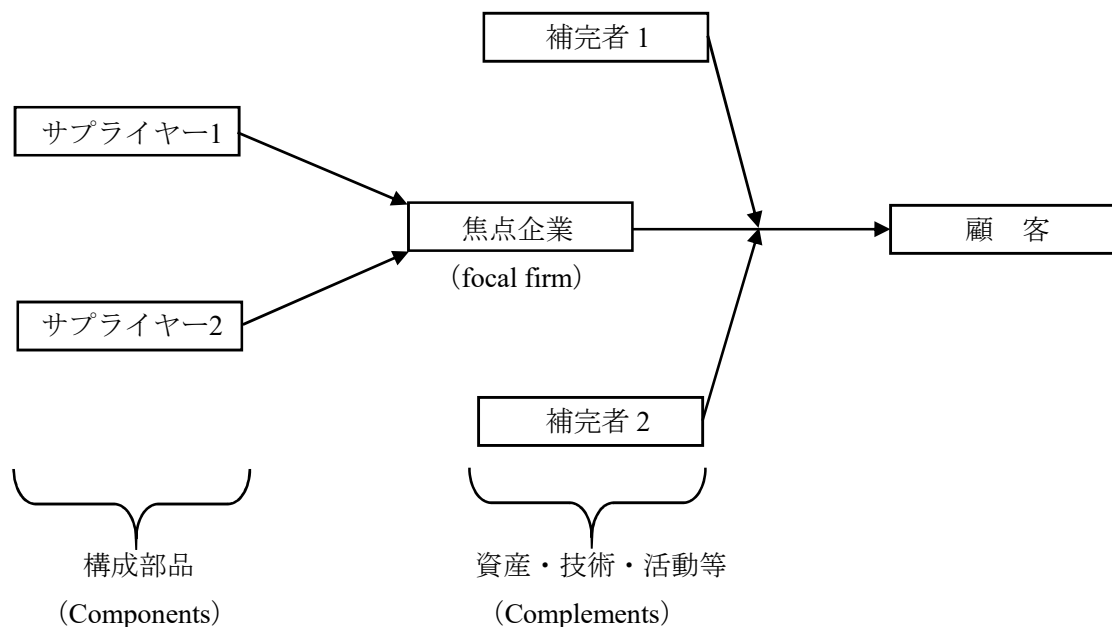 補完者 1
サプライヤー1
焦点企業
(focal firm)
顧　客
サプライヤー2
補完者 2
構成部品
(Components)
資産・技術・活動等
(Complements)